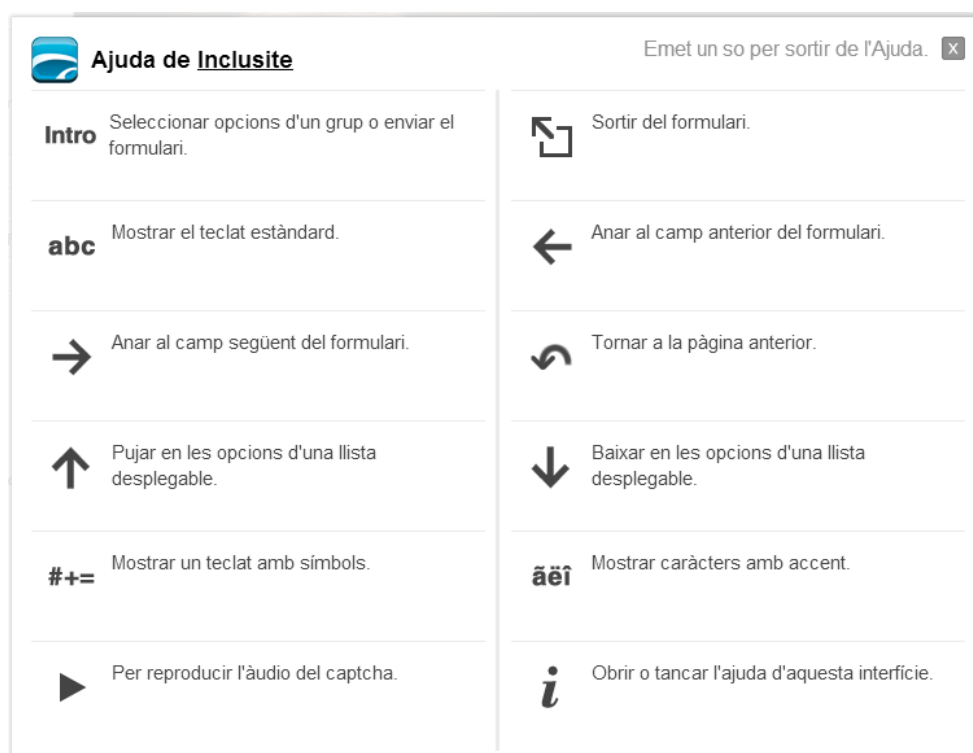 Ajuda de Inclusite
Emet un so per sortir de l'Ajuda. X
Intro
Seleccionar opcions d'un grup o enviar el
formulari.
Sortir del formulari.
abc
Mostrar el teclat estàndard.
Anar al camp anterior del formulari.
Anar al camp següent del formulari.
Tornar a la pàgina anterior.
Pujar en les opcions d'una llista
desplegable.
Baixar en les opcions d'una llista
desplegable.
#+=
Mostrar un teclat amb símbols.
ãëî
Mostrar caràcters amb accent.
Per reproducir l'àudio del captcha.
i
Obrir o tancar l'ajuda d'aquesta interfície.